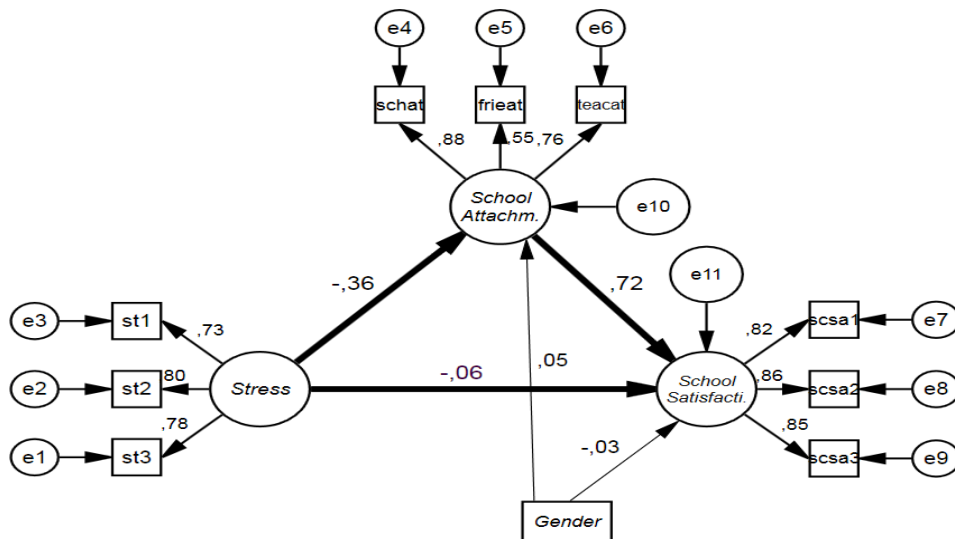 e4
e5
e6
schat
frieat
teacat
,88
,55
,76
School
Attachm.
e10
e11
-,36
,72
e3
st1
,73
scsa1
e7
,82
,05
e2
st2
80
Stress
-,06
School
Satisfacti.
,86
scsa2
e8
e1
st3
,78
-,03
,85
scsa3
e9
Gender